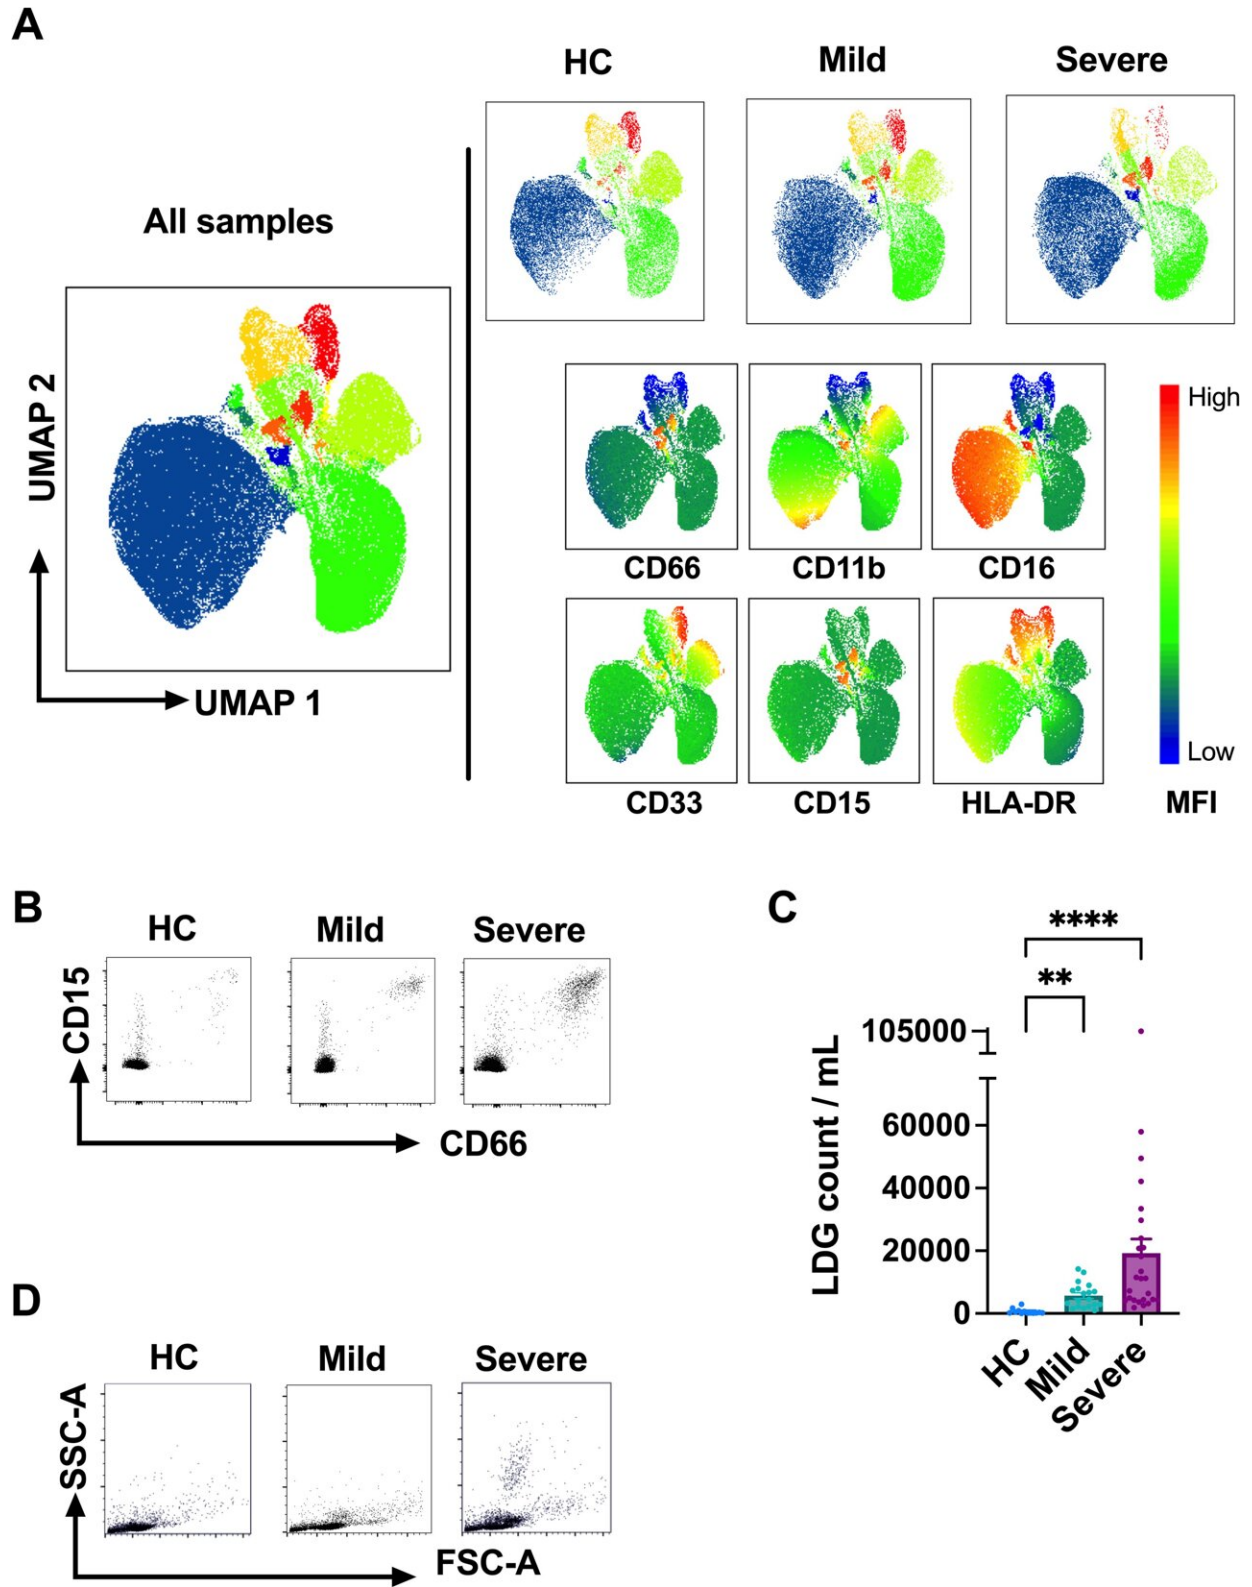 A
HC Mild Severe
All samples
UMAP 2
UMAP 1
High
CD66 CD11b CD16
Low
CD33 CD15 HLA-DR MFI
B
HC Mild Severe
CD15
CD66
C
****
**
LDG count / mL
105000
60000
40000
20000
0
HC Mild Severe
D
HC Mild Severe
SSC-A
FSC-A